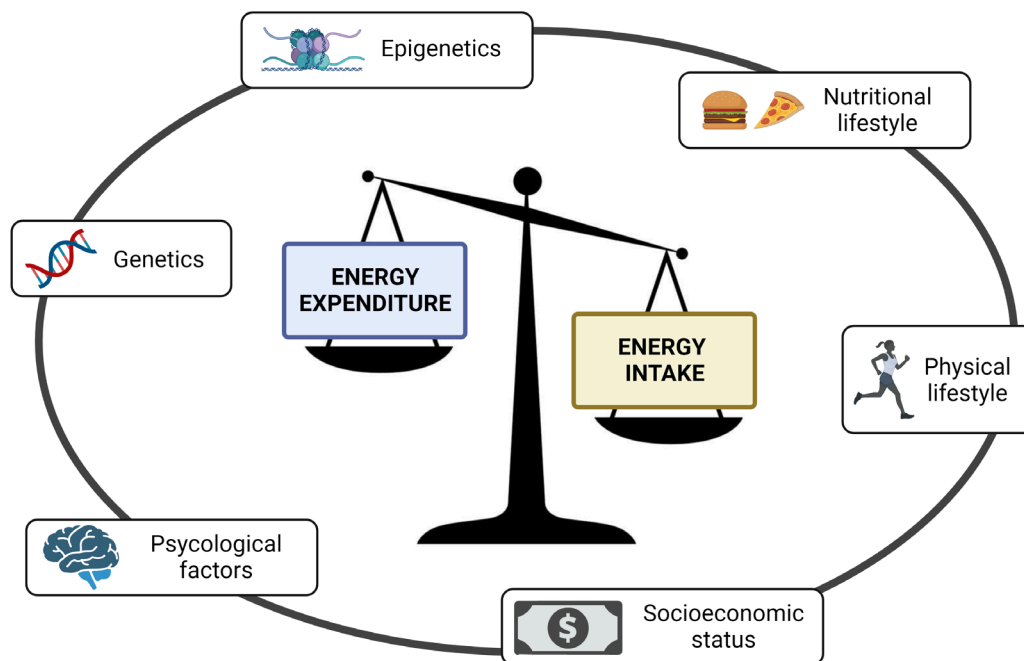 Epigenetics
Nutritional
lifestyle
Genetics
ENERGY
EXPENDITURE
ENERGY
INTAKE
Physical
lifestyle
Psycological
factors
Socioeconomic
status
$